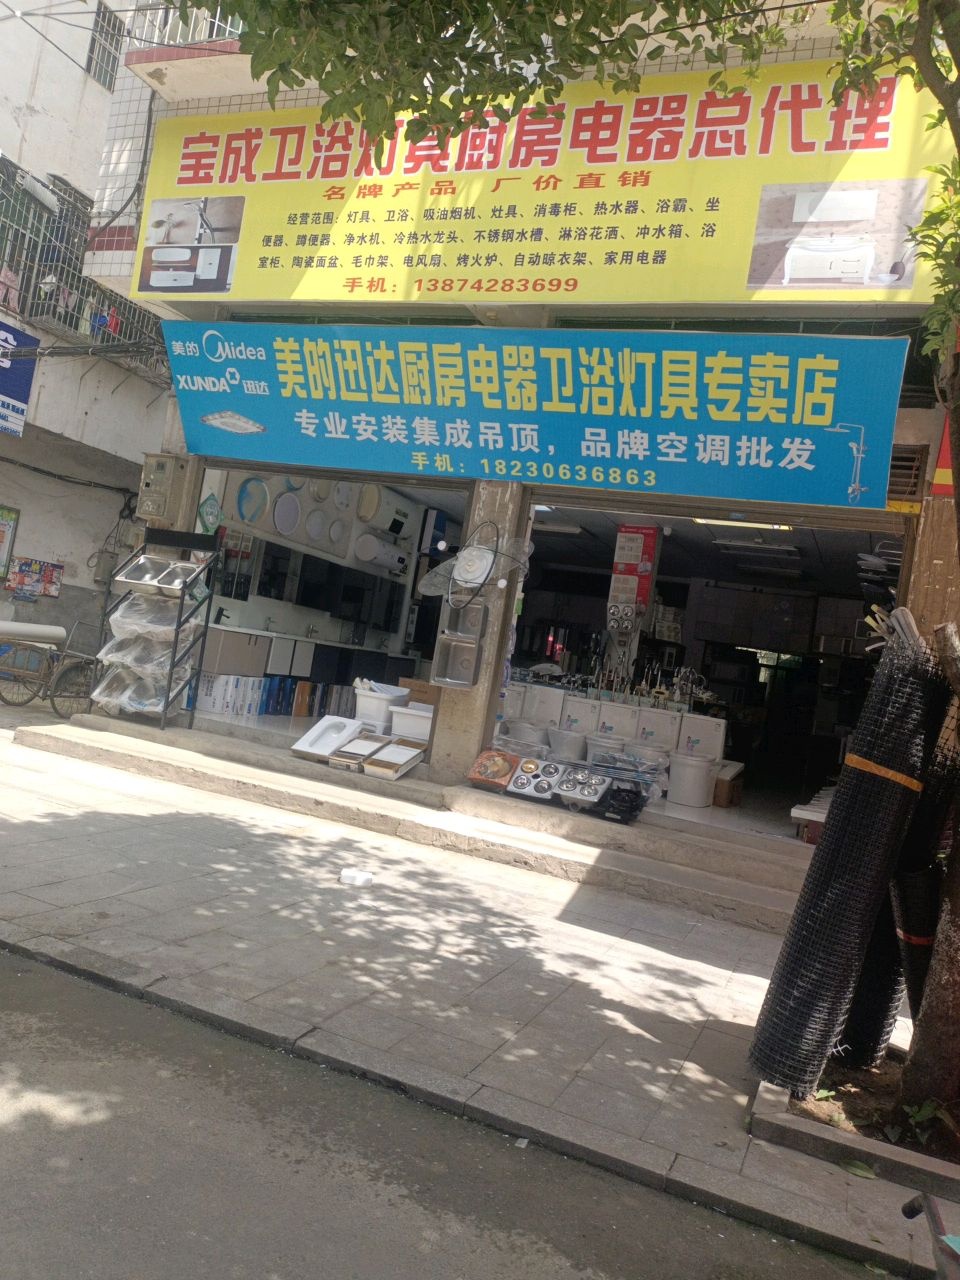 宝成卫浴灯具厨房电器总代理
名牌产品 厂价直销
经营范围：灯具、卫浴、吸油烟机、灶具、消毒柜、热水器、浴霸、坐
便器、蹲便器、净水机、冷热水龙头、不锈钢水槽、淋浴花洒、冲水箱、浴
室柜、陶瓷面盆、毛巾架、电风扇、烤火炉、自动晾衣架、家用电器
手机：13874283699
美的 Midea
XUNDA 迅达
美的迅达厨房电器卫浴灯具专卖店
专业安装集成吊顶，品牌空调批发
手机：18230636863